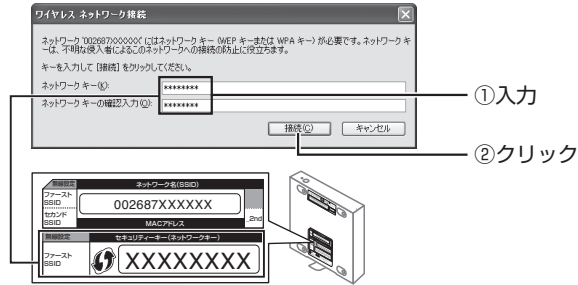 ワイヤレス ネットワーク接続
ネットワーク '002687XXXXXX' にはネットワーク キー (WEP キーまたは WPA キー) が必要です。ネットワーク キ
ーは、不明な侵入者によるこのネットワークへの接続の防止に役立ちます。
キーを入力して [接続] をクリックしてください。
ネットワーク キー(K):
********
ネットワーク キーの確認入力(O):
********
接続(C)
キャンセル
①入力
②クリック
無線設定
ネットワーク名(SSID)
ファースト
SSID
002687XXXXXX
セカンド
SSID
_2nd
MACアドレス
無線設定
セキュリティーキー(ネットワークキー)
ファースト
SSID
XXXXXXXX